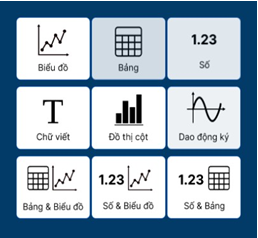 1.23
Biểu đồ
Bảng
Số
T
Chữ viết
Đồ thị cột
Dao động ký
1.23
1.23
Bảng & Biểu đồ
Số & Biểu đồ
Số & Bảng